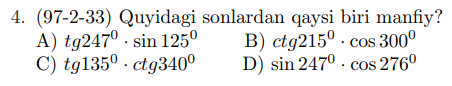 4. (97-2-33) Quyidagi sonlardan qaysi biri manfiy?
A) tg247⁰ · sin 125⁰ B) ctg215⁰ · cos 300⁰
C) tg135⁰ · ctg340⁰ D) sin 247⁰ · cos 276⁰